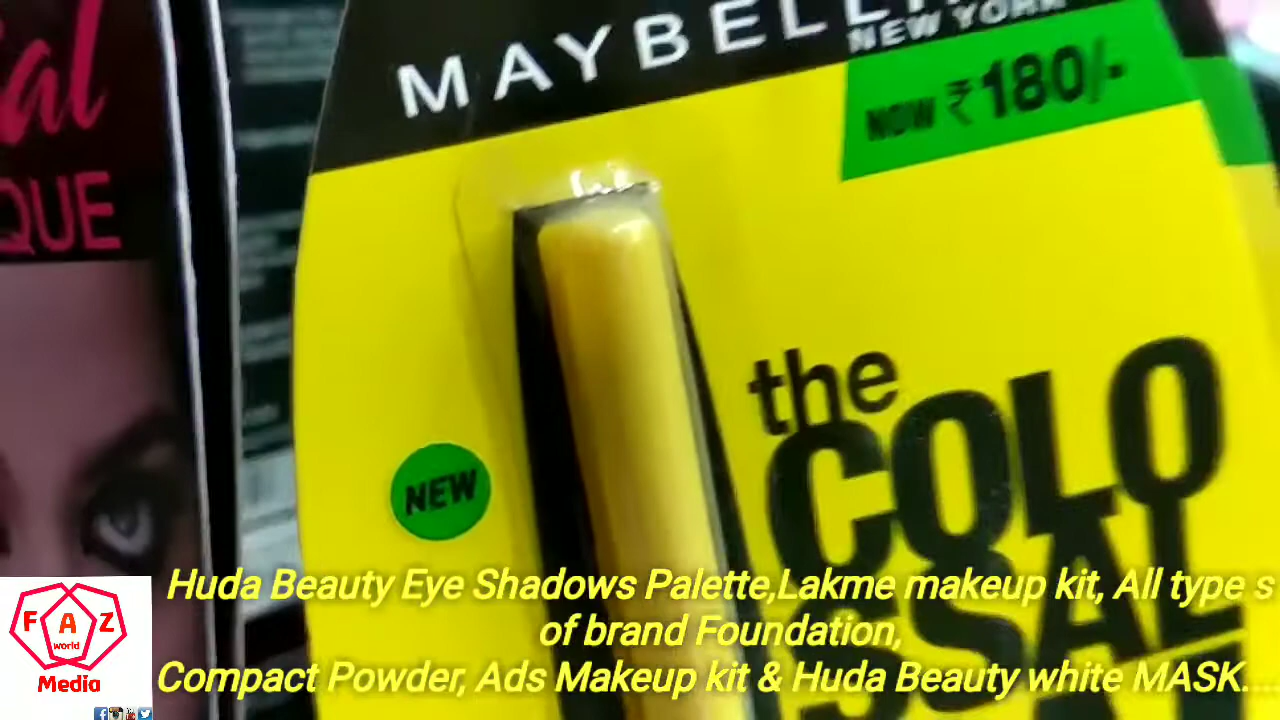 MAYBELLIN
NEW YORK
NOW ₹180/-
al
QUE
the
COLO
SSAL
NEW
Huda Beauty Eye Shadows Palette,Lakme makeup kit, All type s
of brand Foundation,
Compact Powder, Ads Makeup kit & Huda Beauty white MASK....
F A Z
world
Media